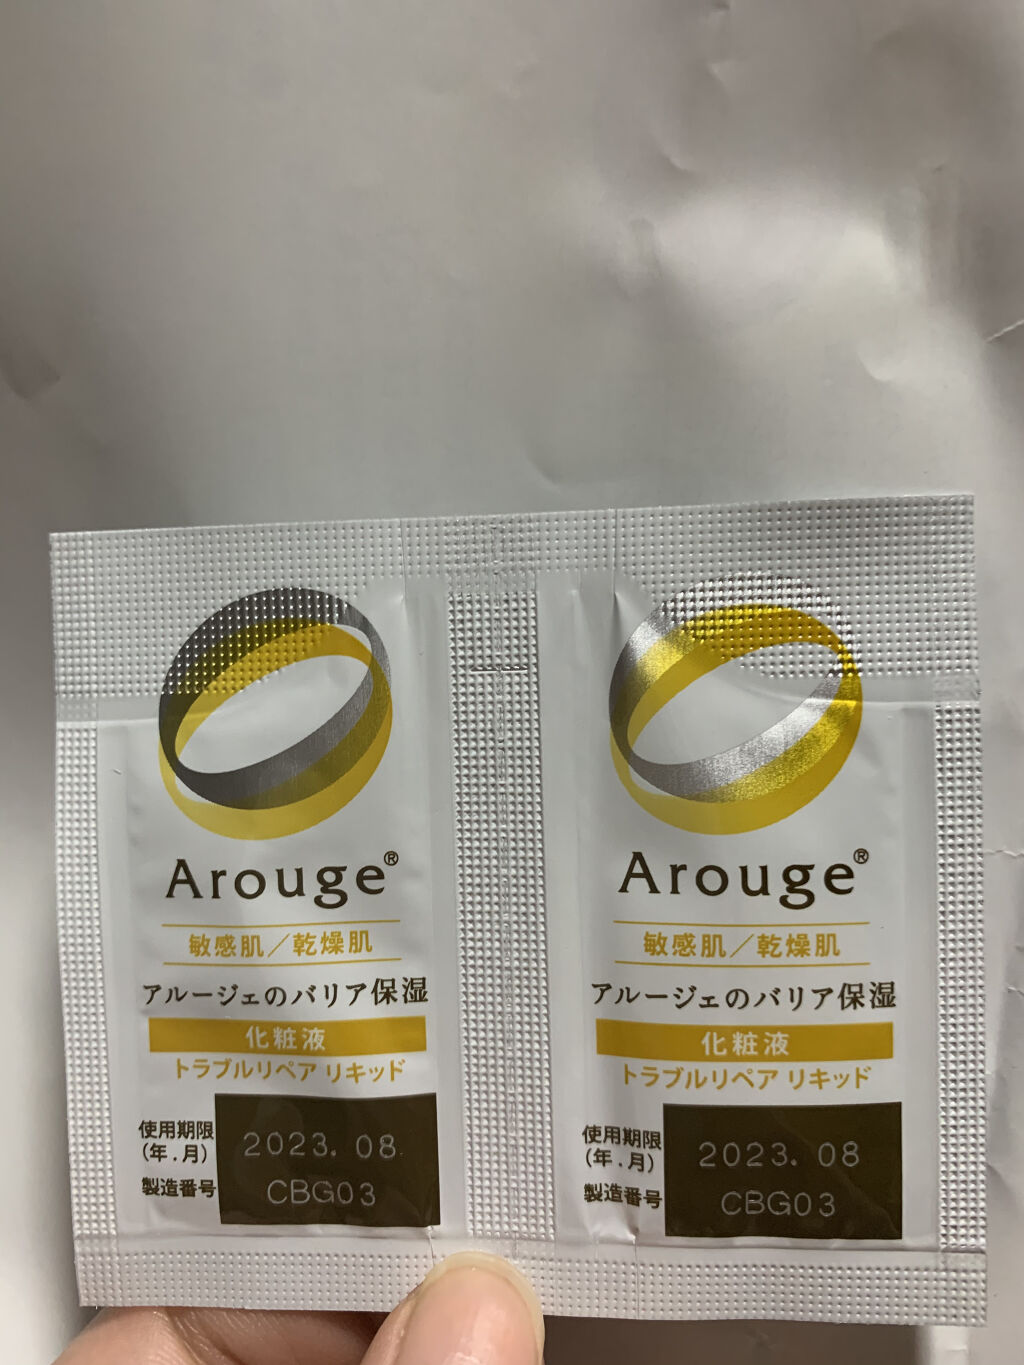 Arouge®
敏感肌／乾燥肌
アルージェのバリア保湿
化粧液
トラブルリペア リキッド
使用期限
(年.月)
2023.08
製造番号
CBG03
Arouge®
敏感肌／乾燥肌
アルージェのバリア保湿
化粧液
トラブルリペア リキッド
使用期限
(年.月)
2023.08
製造番号
CBG03